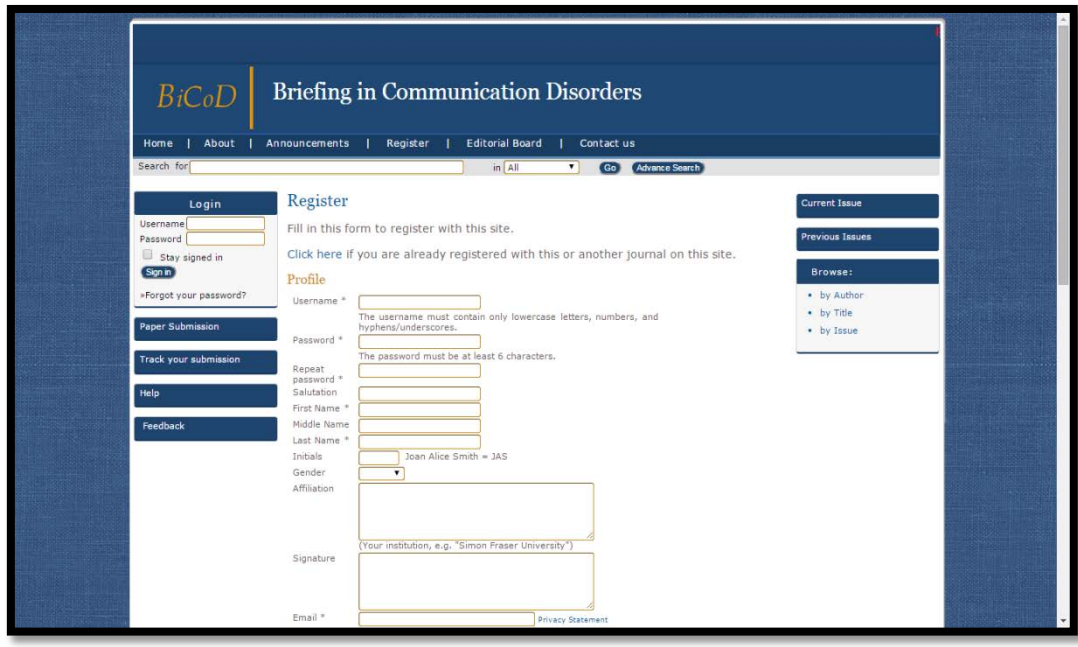 BiCoD
Briefing in Communication Disorders
Home | About | Announcements | Register | Editorial Board | Contact us
Search for in All Go Advance Search
Login
Username
Password
Stay signed in
Sign in
»Forgot your password?
Paper Submission
Track your submission
Help
Feedback
Register
Fill in this form to register with this site.
Click here if you are already registered with this or another journal on this site.
Profile
Username *
The username must contain only lowercase letters, numbers, and
hyphens/underscores.
Password *
The password must be at least 6 characters.
Repeat
password *
Salutation
First Name *
Middle Name
Last Name *
Initials Joan Alice Smith = JAS
Gender
Affiliation
(Your institution, e.g. "Simon Fraser University")
Signature
Email * Privacy Statement
Current Issue
Previous Issues
Browse:
by Author
by Title
by Issue